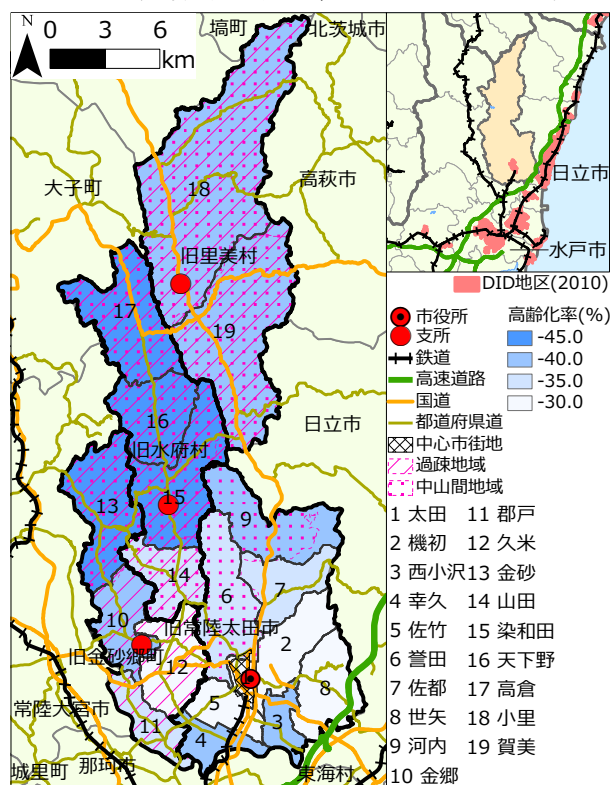 N
0 3 6
km
塙町
北茨城市
大子町
高萩市
18
旧里美村
17
19
16
旧水府村
日立市
15
13
9
14
6
7
10
旧常陸太田市
2
旧金砂郷町
12
8
5
常陸大宮市
11
3
4
那珂市
城里町
東海村
日立市
水戸市
DID地区(2010)
市役所
支所
鉄道
高速道路
国道
都道府県道
中心市街地
過疎地域
中山間地域
高齢化率(%)
-45.0
-40.0
-35.0
-30.0
1 太田 11 郡戸
2 機初 12 久米
3 西小沢 13 金砂
4 幸久 14 山田
5 佐竹 15 染和田
6 誉田 16 天下野
7 佐都 17 高倉
8 世矢 18 小里
9 河内 19 賀美
10 金郷